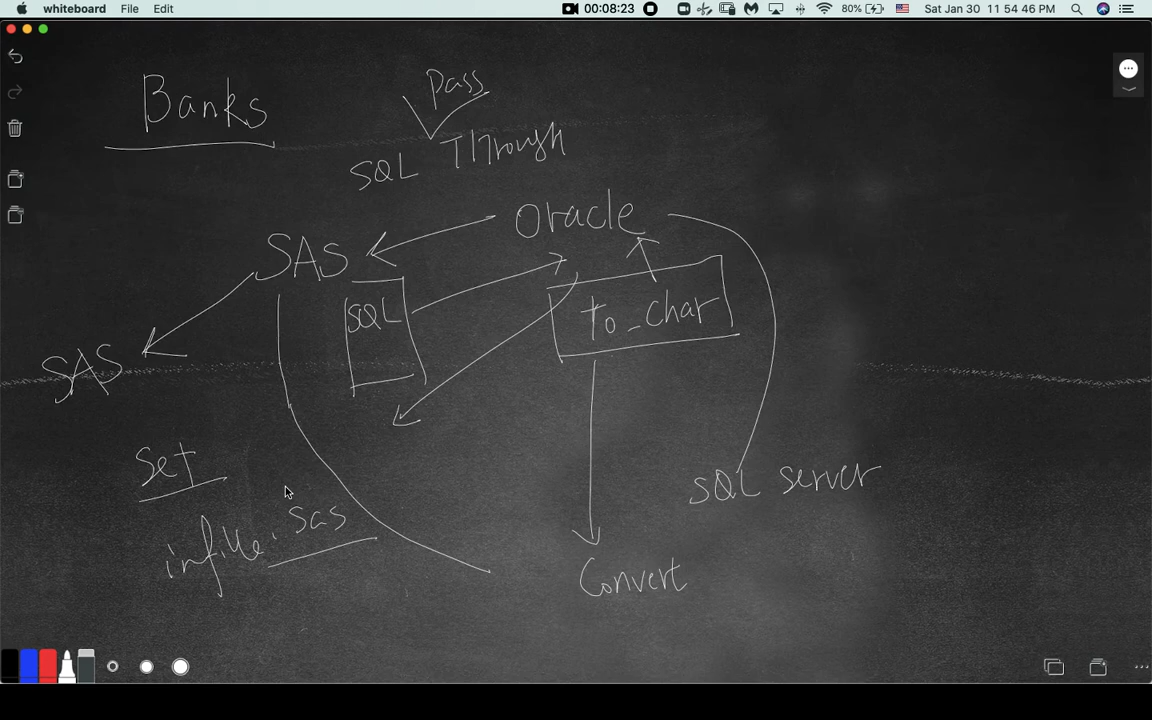 whiteboard File Edit 00:08:23 80% Sat Jan 30 11 54 46 PM
Banks
Pass
SQL Through
Oracle
SAS
SQL
to_char
SAS
Set
SQL Server
infile.sas
Convert